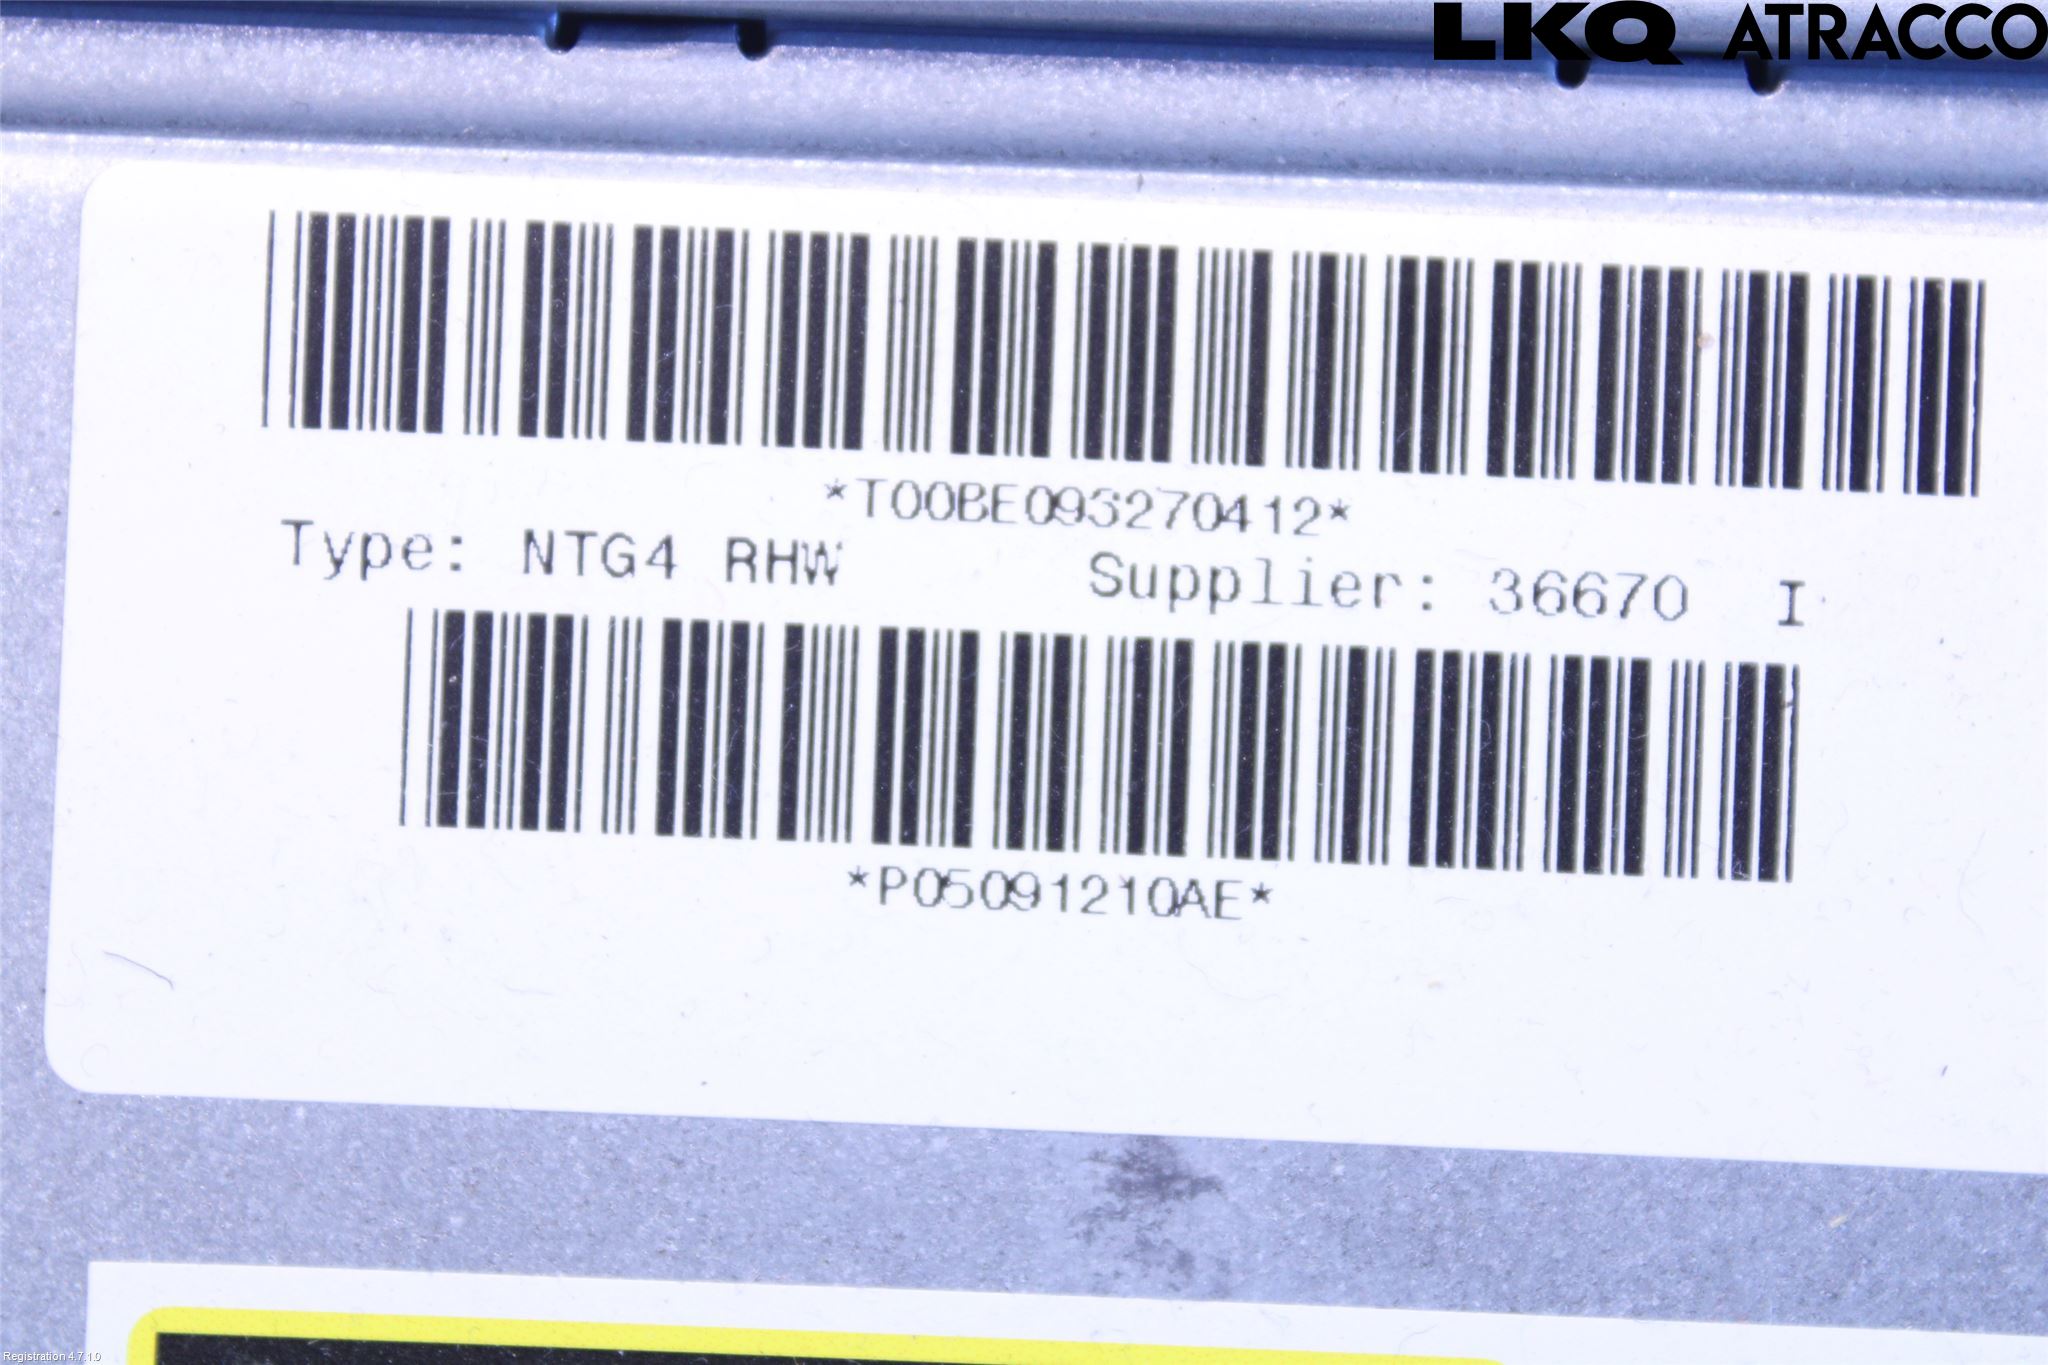 LKQ ATRACCO
*T00BE093270412*
Type: NTG4 RHW Supplier: 36670 I
*P05091210AE*
Registration 4.7.1.0